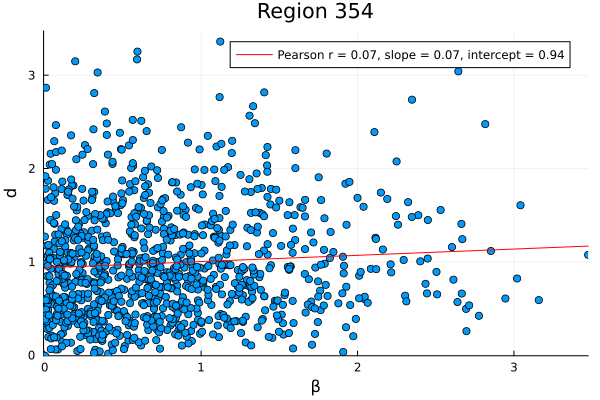 Region 354
Pearson r = 0.07, slope = 0.07, intercept = 0.94
d
3
2
1
0
0 1 2 3
β